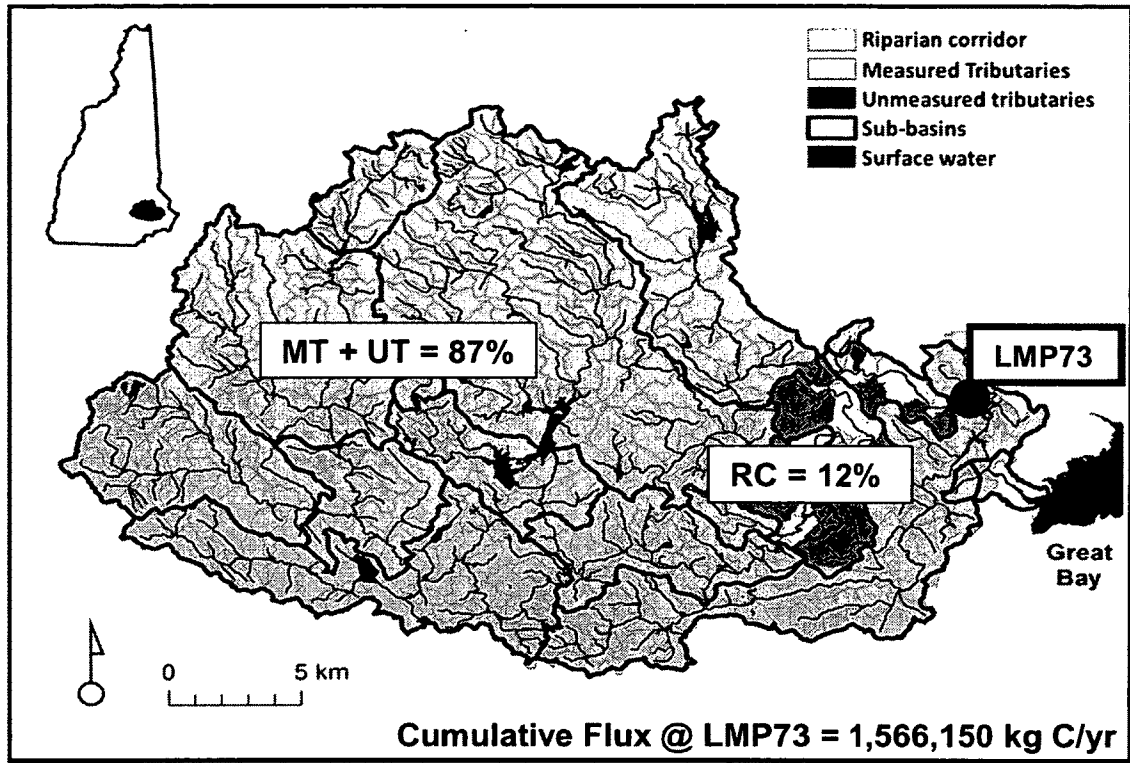 Riparian corridor
Measured Tributaries
Unmeasured tributaries
Sub-basins
Surface water
MT + UT = 87%
LMP73
RC = 12%
Great
Bay
0 5 km
Cumulative Flux @ LMP73 = 1,566,150 kg C/yr